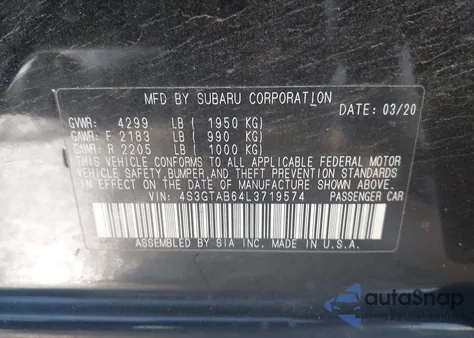 MFD BY SUBARU CORPORATION
DATE: 03/20
GVWR: 4299 LB ( 1950 KG)
GAWR: F 2183 LB ( 990 KG)
GAWR: R 2205 LB ( 1000 KG)
THIS VEHICLE CONFORMS TO ALL APPLICABLE FEDERAL MOTOR
VEHICLE SAFETY,BUMPER,AND THEFT PREVENTION STANDARDS
IN EFFECT ON THE DATE OF MANUFACTURE SHOWN ABOVE.
VIN: 4S3GTAB64L3719574 PASSENGER CAR
ASSEMBLED BY SIA INC. MADE IN U.S.A.
autoSnap